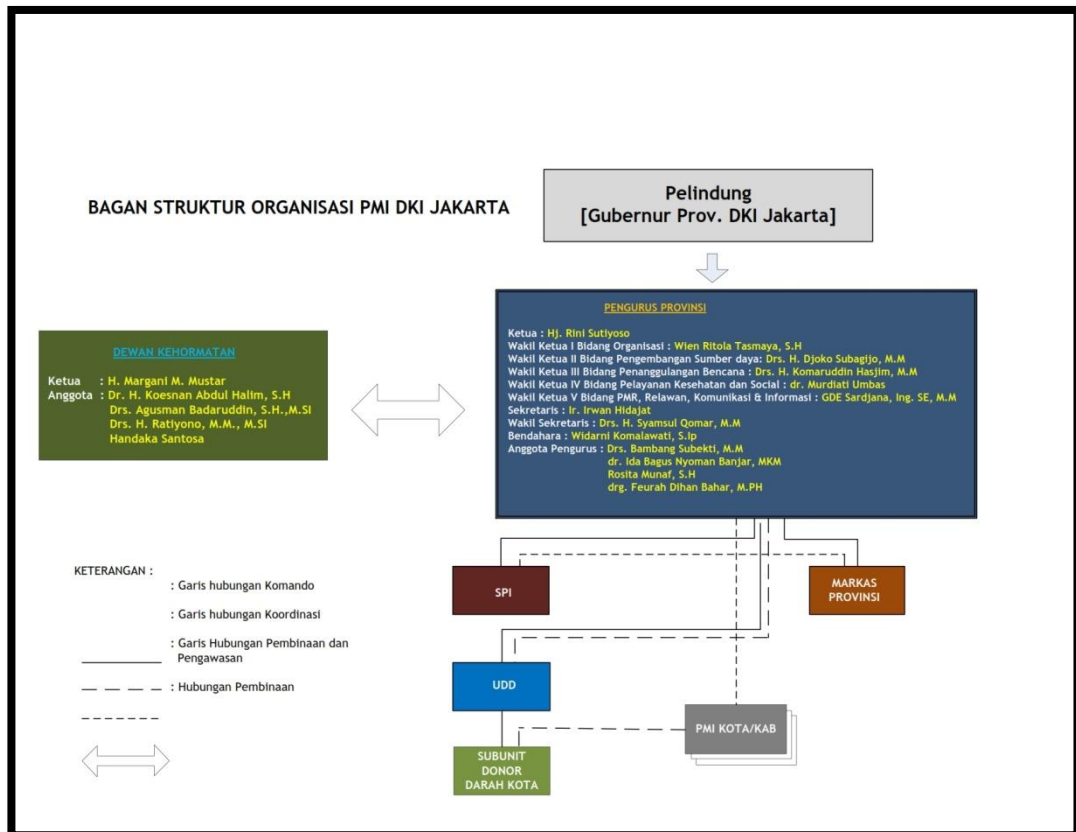 BAGAN STRUKTUR ORGANISASI PMI DKI JAKARTA
Pelindung
[Gubernur Prov. DKI Jakarta]
DEWAN KEHORMATAN
Ketua : H. Margani M. Mustar
Anggota : Dr. H. Koesnan Abdul Halim, S.H
Drs. Agusman Badaruddin, S.H.,M.SI
Drs. H. Ratiyono, M.M., M.SI
Handaka Santosa
PENGURUS PROVINSI
Ketua : Hj. Rini Sutiyoso
Wakil Ketua I Bidang Organisasi : Wien Ritola Tasmaya, S.H
Wakil Ketua II Bidang Pengembangan Sumber daya: Drs. H. Djoko Subagijo, M.M
Wakil Ketua III Bidang Penanggulangan Bencana : Drs. H. Komaruddin Hasjim, M.M
Wakil Ketua IV Bidang Pelayanan Kesehatan dan Social : dr. Murdiati Umbas
Wakil Ketua V Bidang PMR, Relawan, Komunikasi & Informasi : GDE Sardjana, Ing. SE, M.M
Sekretaris : Ir. Irwan Hidajat
Wakil Sekretaris : Drs. H. Syamsul Qomar, M.M
Bendahara : Widarni Komalawati, S.Ip
Anggota Pengurus : Drs. Bambang Subekti, M.M
dr. Ida Bagus Nyoman Banjar, MKM
Rosita Munaf, S.H
drg. Feurah Dihan Bahar, M.PH
KETERANGAN :
: Garis hubungan Komando
: Garis hubungan Koordinasi
: Garis Hubungan Pembinaan dan
Pengawasan
: Hubungan Pembinaan
SPI
MARKAS
PROVINSI
UDD
PMI KOTA/KAB
SUBUNIT
DONOR
DARAH KOTA